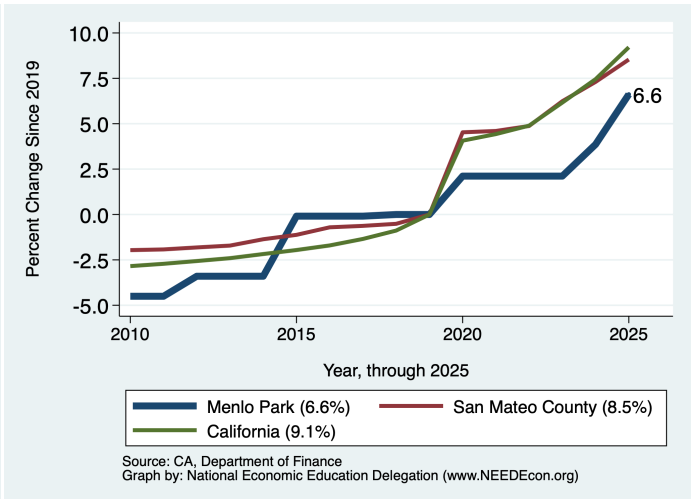 10.0
7.5
5.0
2.5
0.0
-2.5
-5.0
Percent Change Since 2019
6.6
2010 2015 2020 2025
Year, through 2025
Menlo Park (6.6%) San Mateo County (8.5%)
California (9.1%)
Source: CA, Department of Finance
Graph by: National Economic Education Delegation (www.NEEDEcon.org)